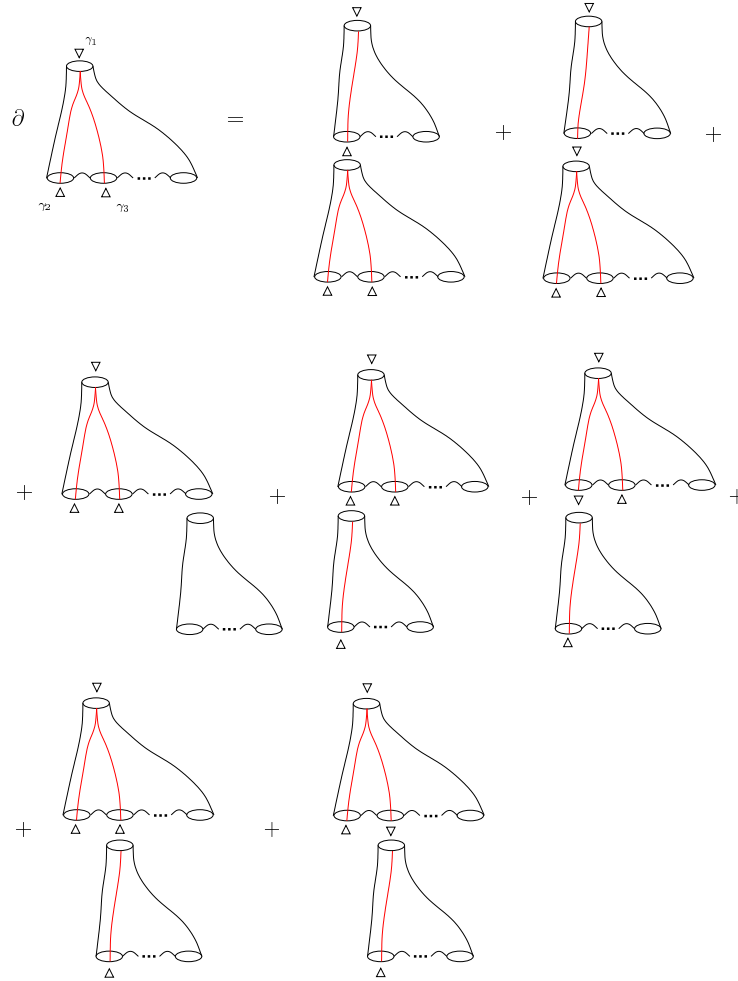 γ₁
∂ = + +
γ₂ γ₃
+ + + +
+ +